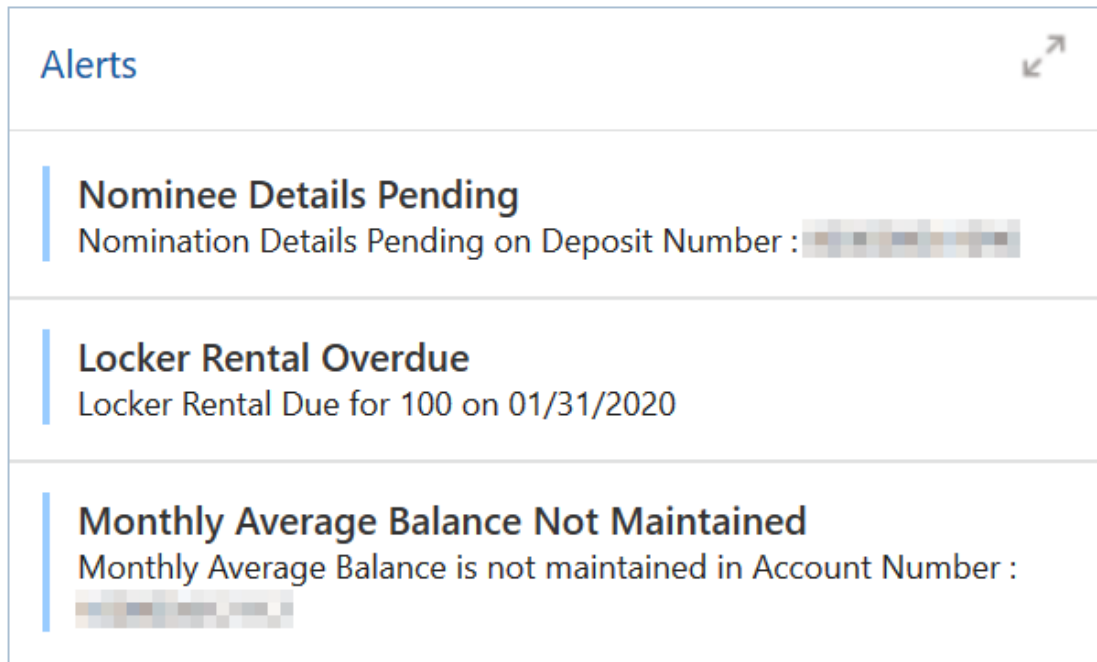 Alerts
Nominee Details Pending
Nomination Details Pending on Deposit Number :
Locker Rental Overdue
Locker Rental Due for 100 on 01/31/2020
Monthly Average Balance Not Maintained
Monthly Average Balance is not maintained in Account Number :